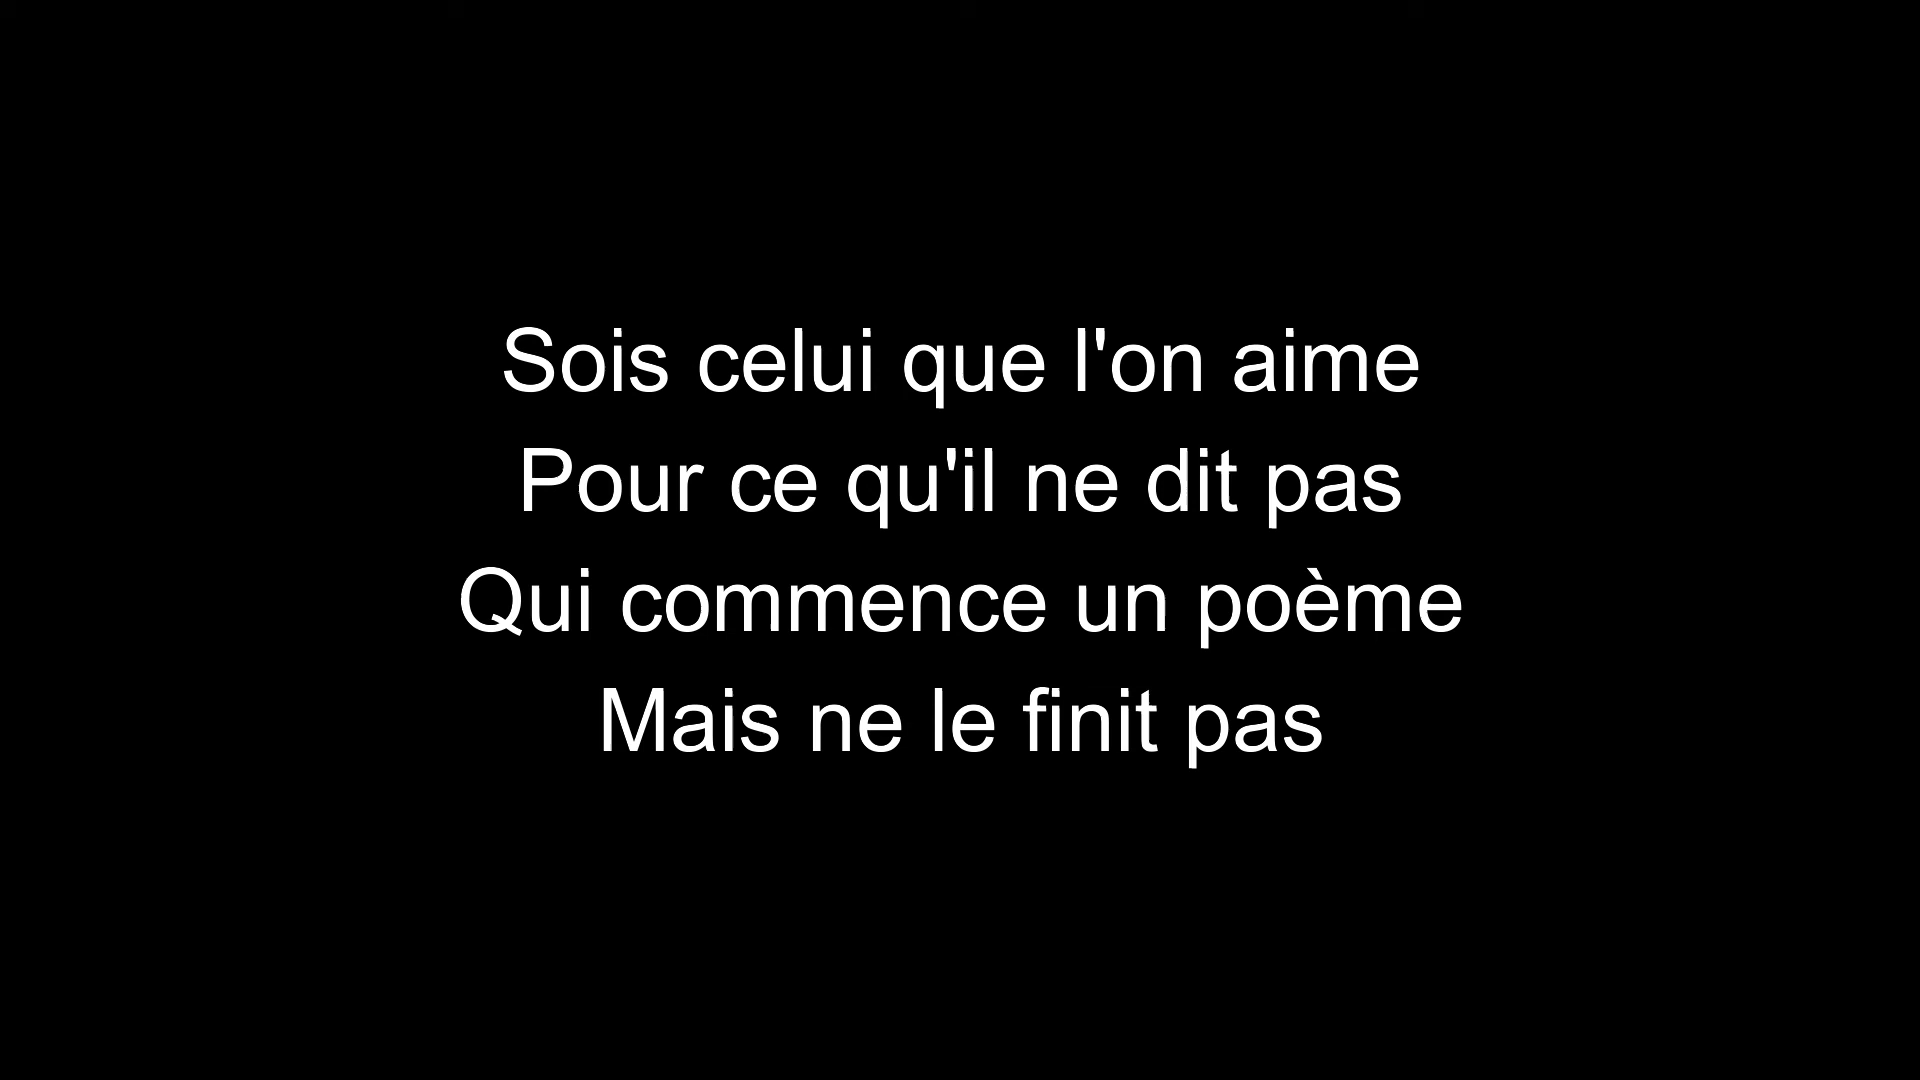 Sois celui que l'on aime
Pour ce qu'il ne dit pas
Qui commence un poème
Mais ne le finit pas